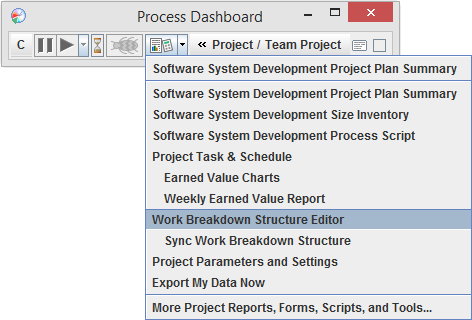 Process Dashboard
C
« Project / Team Project
Software System Development Project Plan Summary
Software System Development Project Plan Summary
Software System Development Size Inventory
Software System Development Process Script
Project Task & Schedule
Earned Value Charts
Weekly Earned Value Report
Work Breakdown Structure Editor
Sync Work Breakdown Structure
Project Parameters and Settings
Export My Data Now
More Project Reports, Forms, Scripts, and Tools...